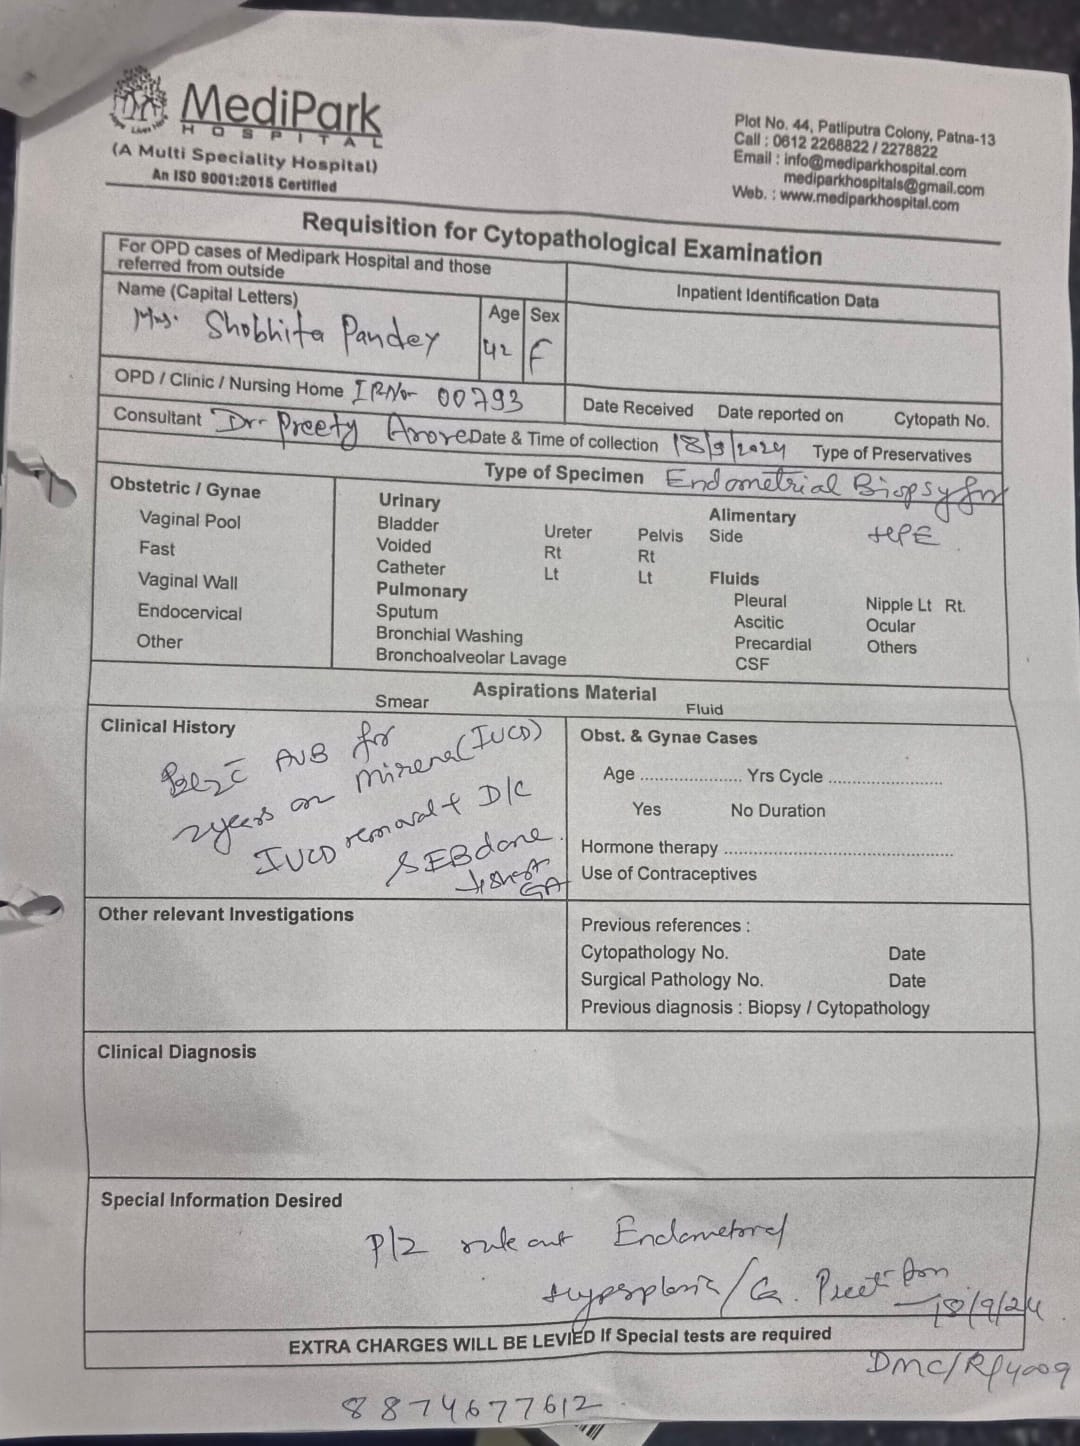 MediPark
HOSPITAL
(A Multi Speciality Hospital)
An ISO 9001:2015 Certified
Plot No. 44, Patliputra Colony, Patna-13
Call : 0612 2268822 / 2278822
Email : info@mediparkhospital.com
mediparkhospitals@gmail.com
Web. : www.mediparkhospital.com
Requisition for Cytopathological Examination
For OPD cases of Medipark Hospital and those
referred from outside
Inpatient Identification Data
Name (Capital Letters) Age Sex
Mrs. Shobhita Pandey 42 F
OPD / Clinic / Nursing Home IRNo- 00793
Date Received Date reported on Cytopath No.
Consultant Dr- Preety Arora Date & Time of collection 18/9/2024 Type of Preservatives
Type of Specimen Endometrial Biopsy for
HPE
Obstetric / Gynae
Vaginal Pool
Fast
Vaginal Wall
Endocervical
Other
Urinary
Bladder Ureter Pelvis
Voided Rt Rt
Catheter Lt Lt
Pulmonary
Sputum
Bronchial Washing
Bronchoalveolar Lavage
Alimentary
Side
Fluids
Pleural Nipple Lt Rt.
Ascitic Ocular
Precardial Others
CSF
Aspirations Material
Smear Fluid
Clinical History
AUB for
2years on Mirena (IUCD)
IUCD removal + D/C
EB done
short
GA
Obst. & Gynae Cases
Age .................... Yrs Cycle ......................
Yes No Duration
Hormone therapy ............................................
Use of Contraceptives
Other relevant Investigations
Previous references :
Cytopathology No. Date
Surgical Pathology No. Date
Previous diagnosis : Biopsy / Cytopathology
Clinical Diagnosis
Special Information Desired
Plz rule out Endometrial
Hyperplasia / Ca.
18/9/24
EXTRA CHARGES WILL BE LEVIED If Special tests are required
8874677612